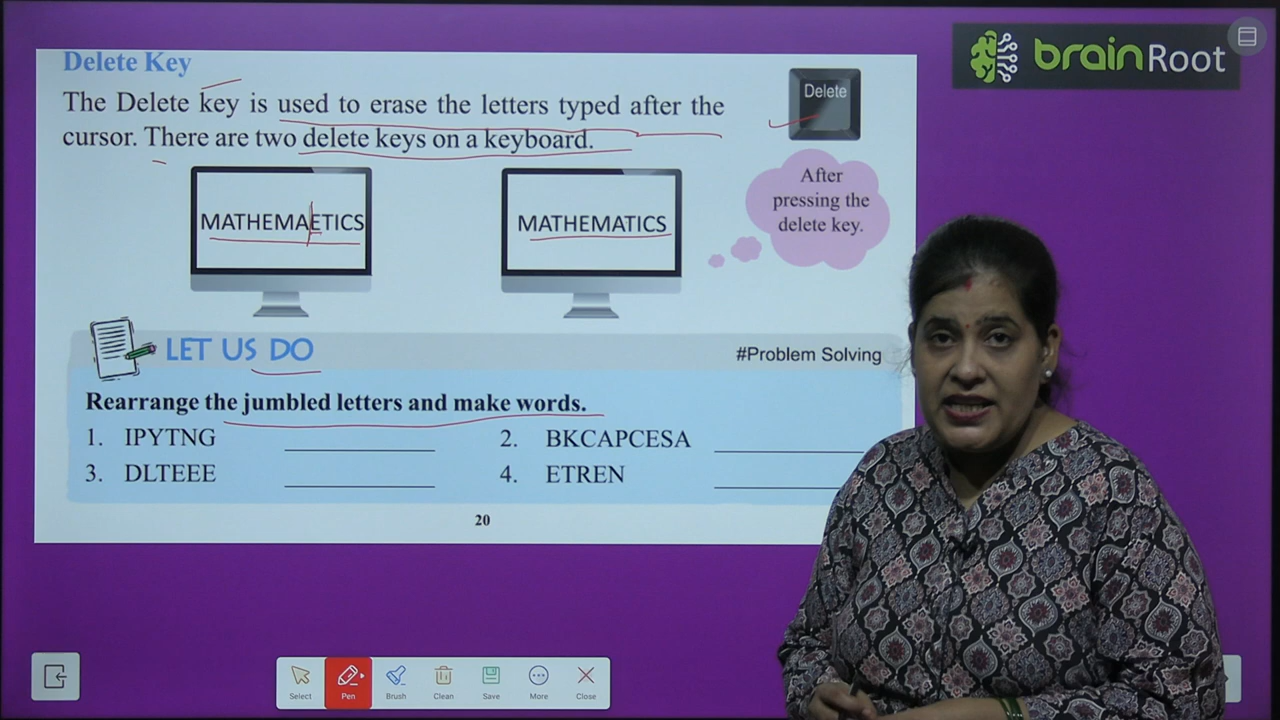 Delete Key
brainRoot
The Delete key is used to erase the letters typed after the
cursor. There are two delete keys on a keyboard.
Delete
MATHEMAETICS
MATHEMATICS
After
pressing the
delete key.
LET US DO
#Problem Solving
Rearrange the jumbled letters and make words.
1. IPYTNG
2. BKCAPCESA
3. DLTEEE
4. ETREN
20
Select
Pen
Brush
Clean
Save
More
Close